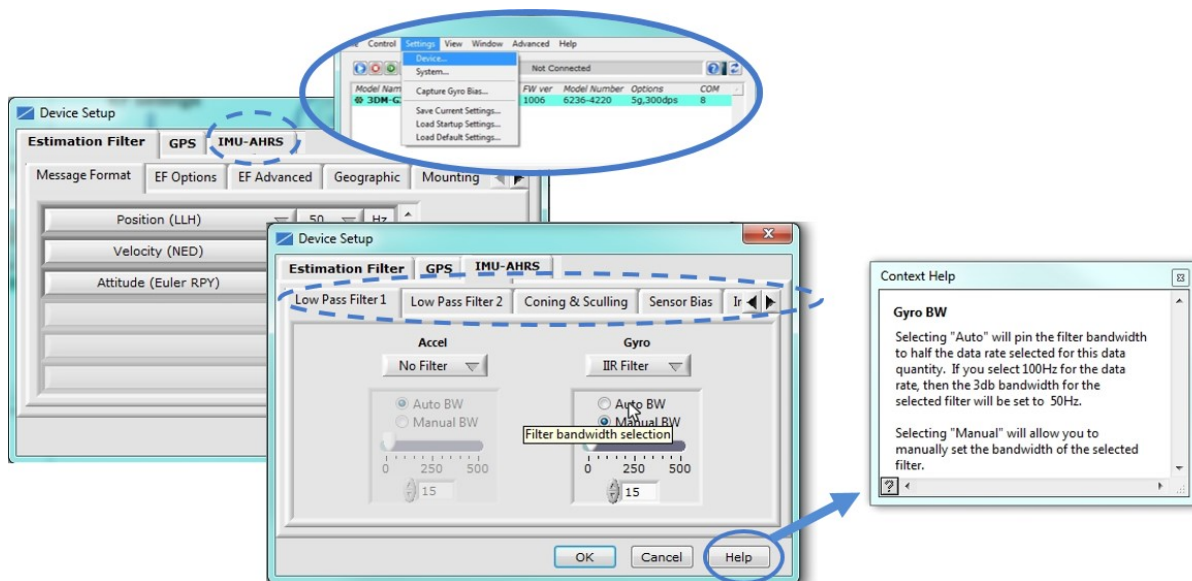 Control Settings View Window Advanced Help
Device...
System...
Capture Gyro Bias...
Save Current Settings...
Load Startup Settings...
Load Default Settings...
Not Connected
Model Nam FW ver Model Number Options COM
3DM-G 1006 6236-4220 5g,300dps 8
Device Setup
Estimation Filter GPS IMU-AHRS
Message Format EF Options EF Advanced Geographic Mounting
Position (LLH) 50 Hz
Velocity (NED)
Attitude (Euler RPY)
Device Setup
Estimation Filter GPS IMU-AHRS
Low Pass Filter 1 Low Pass Filter 2 Coning & Sculling Sensor Bias
Accel Gyro
No Filter IIR Filter
Auto BW Auto BW
Manual BW Manual BW
Filter bandwidth selection
0 250 500 0 250 500
15 15
OK Cancel Help
Context Help
Gyro BW
Selecting "Auto" will pin the filter bandwidth
to half the data rate selected for this data
quantity. If you select 100Hz for the data
rate, then the 3db bandwidth for the
selected filter will be set to 50Hz.
Selecting "Manual" will allow you to
manually set the bandwidth of the selected
filter.
?